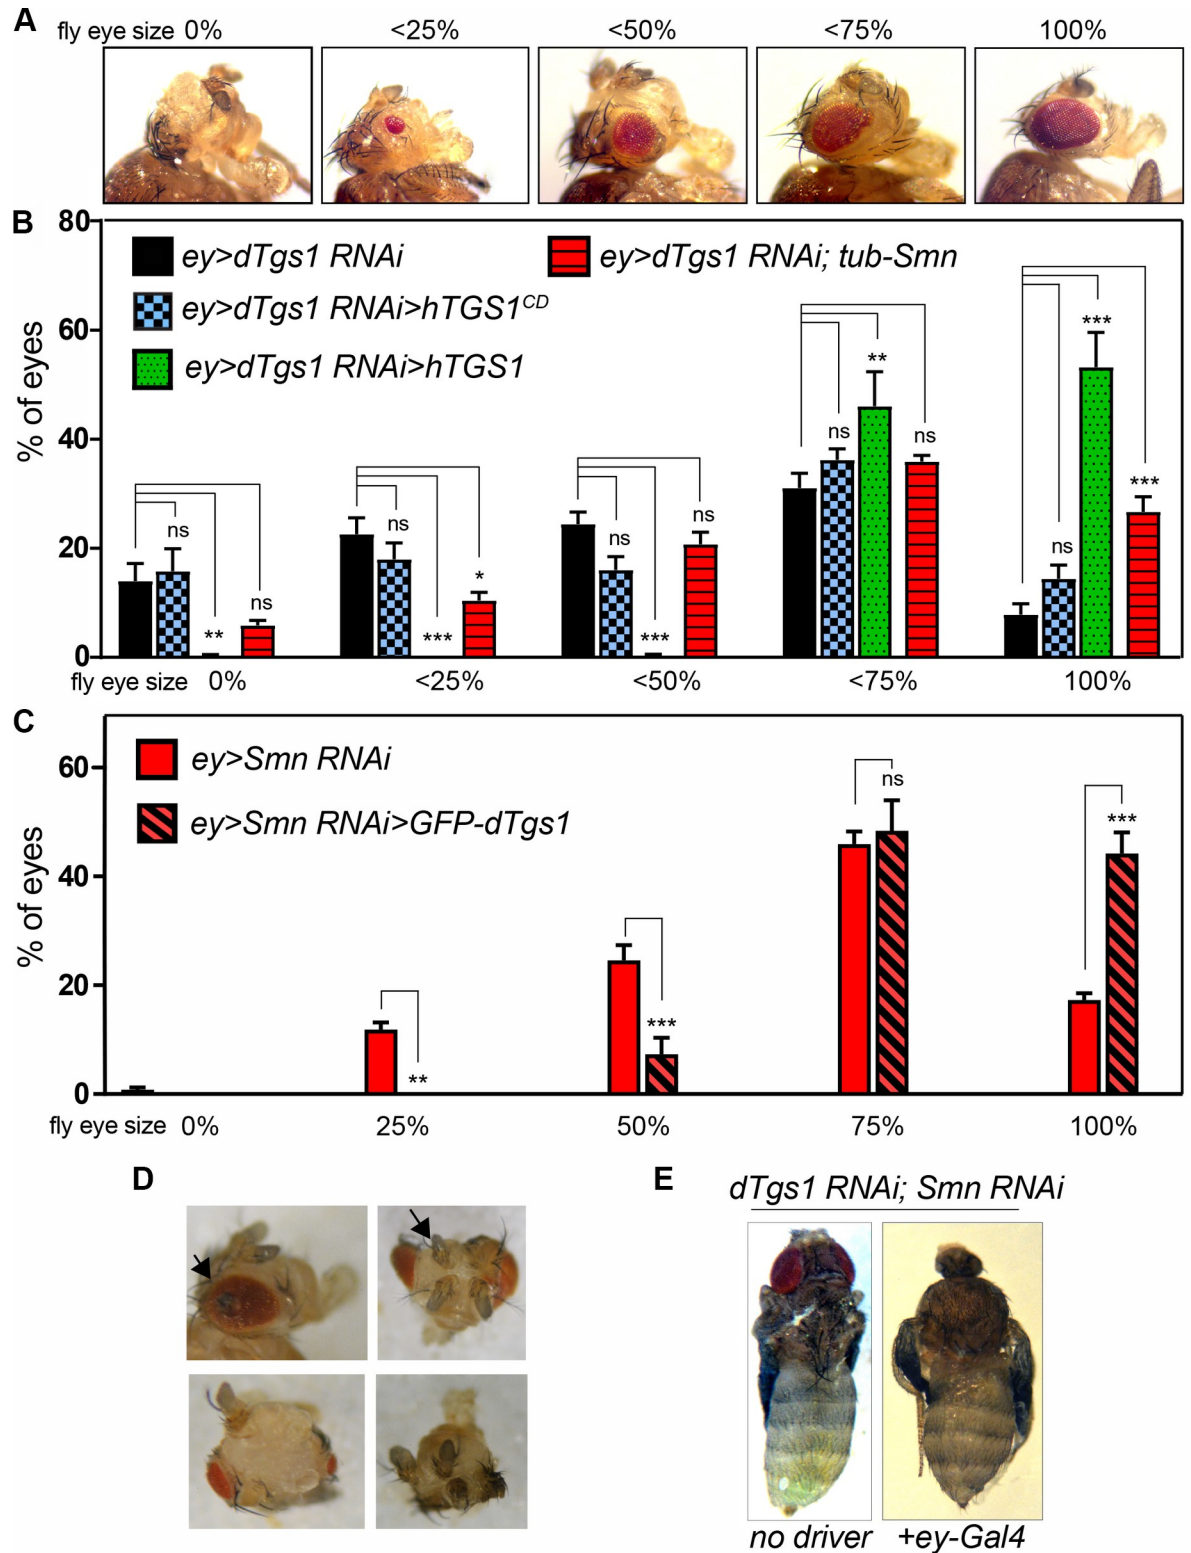 A
fly eye size 0% <25% <50% <75% 100%
B
80
60
40
20
0
% of eyes
ey>dTgs1 RNAi
ey>dTgs1 RNAi; tub-Smn
ey>dTgs1 RNAi>hTGS1CD
ey>dTgs1 RNAi>hTGS1
ns ** ns
ns *** *
ns *** ns
ns ** ns
ns *** ***
fly eye size 0% <25% <50% <75% 100%
C
60
40
20
0
% of eyes
ey>Smn RNAi
ey>Smn RNAi>GFP-dTgs1
**
***
ns
***
fly eye size 0% 25% 50% 75% 100%
D
E
dTgs1 RNAi; Smn RNAi
no driver +ey-Gal4